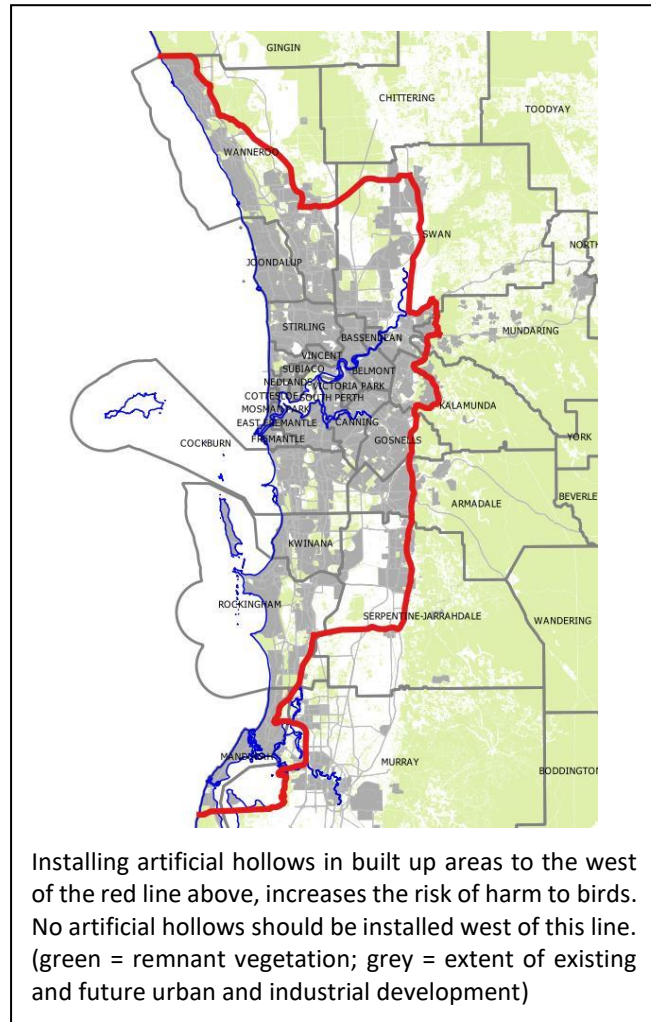 GINGIN
CHITTERING
TOODYAY
WANNEROO
SWAN
NORTH
JOONDALUP
STIRLING
MUNDARING
BASSENDEAN
VINCENT
SUBIACO
BELMONT
NEDLANDS
VICTORIA PARK
COTTESLOE
SOUTH PERTH
KALAMUNDA
MOSMAN PARK
EAST FREMANTLE
CANNING
COCKBURN
FREMANTLE
GOSNELLS
YORK
BEVERLE
ARMADALE
KWINANA
ROCKINGHAM
SERPENTINE-JARRAHDALE
WANDERING
MURRAY
BODDINGTON
Installing artificial hollows in built up areas to the west
of the red line above, increases the risk of harm to birds.
No artificial hollows should be installed west of this line.
(green = remnant vegetation; grey = extent of existing
and future urban and industrial development)